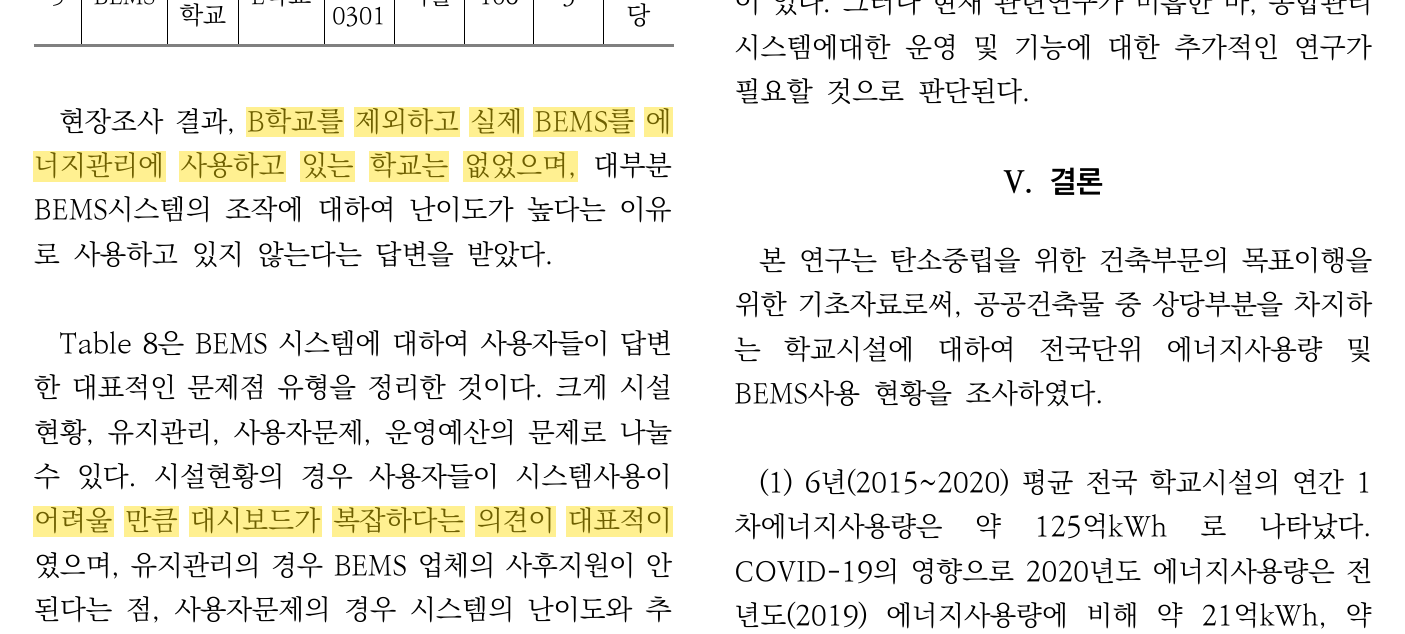 학교
0301
당
현장조사 결과, B학교를 제외하고 실제 BEMS를 에
너지관리에 사용하고 있는 학교는 없었으며, 대부분
BEMS시스템의 조작에 대하여 난이도가 높다는 이유
로 사용하고 있지 않는다는 답변을 받았다.
Table 8은 BEMS 시스템에 대하여 사용자들이 답변
한 대표적인 문제점 유형을 정리한 것이다. 크게 시설
현황, 유지관리, 사용자문제, 운영예산의 문제로 나눌
수 있다. 시설현황의 경우 사용자들이 시스템사용이
어려울 만큼 대시보드가 복잡하다는 의견이 대표적이
였으며, 유지관리의 경우 BEMS 업체의 사후지원이 안
된다는 점, 사용자문제의 경우 시스템의 난이도와 추
이 있다. 그러나 현재 관련연구가 미흡한 바, 통합관리
시스템에대한 운영 및 기능에 대한 추가적인 연구가
필요할 것으로 판단된다.
V. 결론
본 연구는 탄소중립을 위한 건축부문의 목표이행을
위한 기초자료로써, 공공건축물 중 상당부분을 차지하
는 학교시설에 대하여 전국단위 에너지사용량 및
BEMS사용 현황을 조사하였다.
(1) 6년(2015~2020) 평균 전국 학교시설의 연간 1
차에너지사용량은 약 125억kWh 로 나타났다.
COVID-19의 영향으로 2020년도 에너지사용량은 전
년도(2019) 에너지사용량에 비해 약 21억kWh, 약